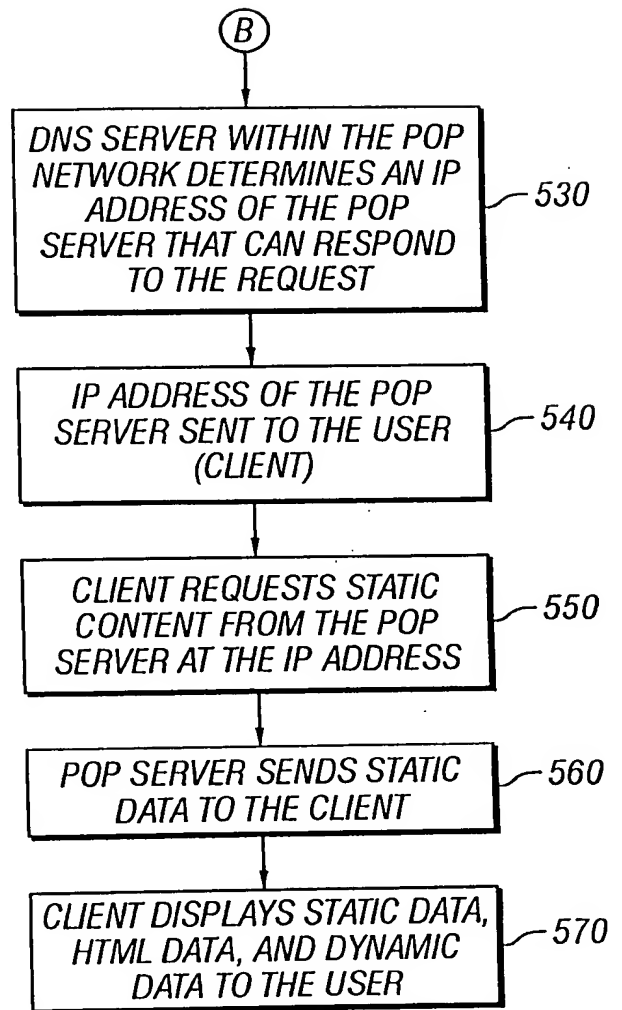 B
DNS SERVER WITHIN THE POP
NETWORK DETERMINES AN IP
ADDRESS OF THE POP
SERVER THAT CAN RESPOND
TO THE REQUEST
530
IP ADDRESS OF THE POP
SERVER SENT TO THE USER
(CLIENT)
540
CLIENT REQUESTS STATIC
CONTENT FROM THE POP
SERVER AT THE IP ADDRESS
550
POP SERVER SENDS STATIC
DATA TO THE CLIENT
560
CLIENT DISPLAYS STATIC DATA,
HTML DATA, AND DYNAMIC
DATA TO THE USER
570